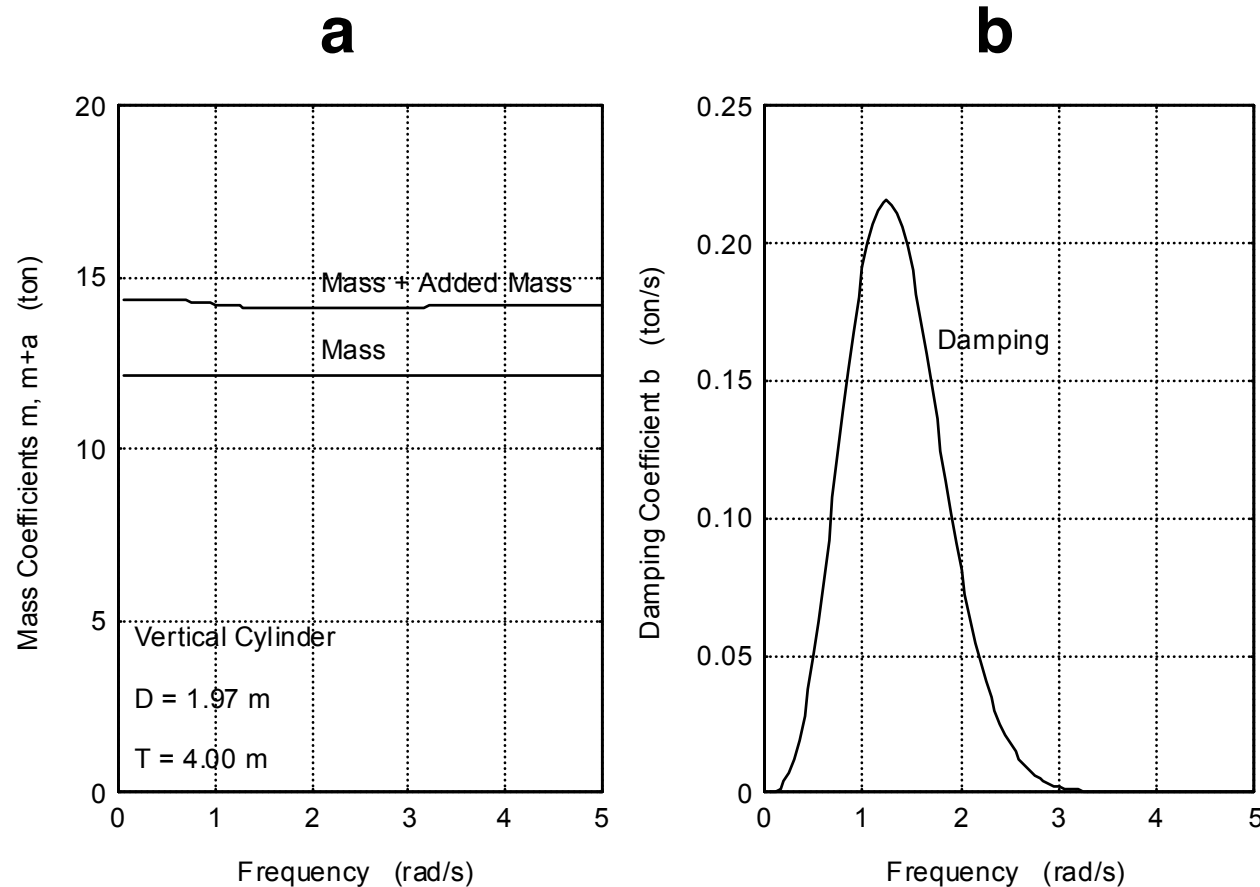 a
20
15
10
5
0
0 1 2 3 4 5
Mass Coefficients m, m+a (ton)
Mass + Added Mass
Mass
Vertical Cylinder
D = 1.97 m
T = 4.00 m
Frequency (rad/s)
b
0.25
0.20
0.15
0.10
0.05
0
0 1 2 3 4 5
Damping Coefficient b (ton/s)
Damping
Frequency (rad/s)